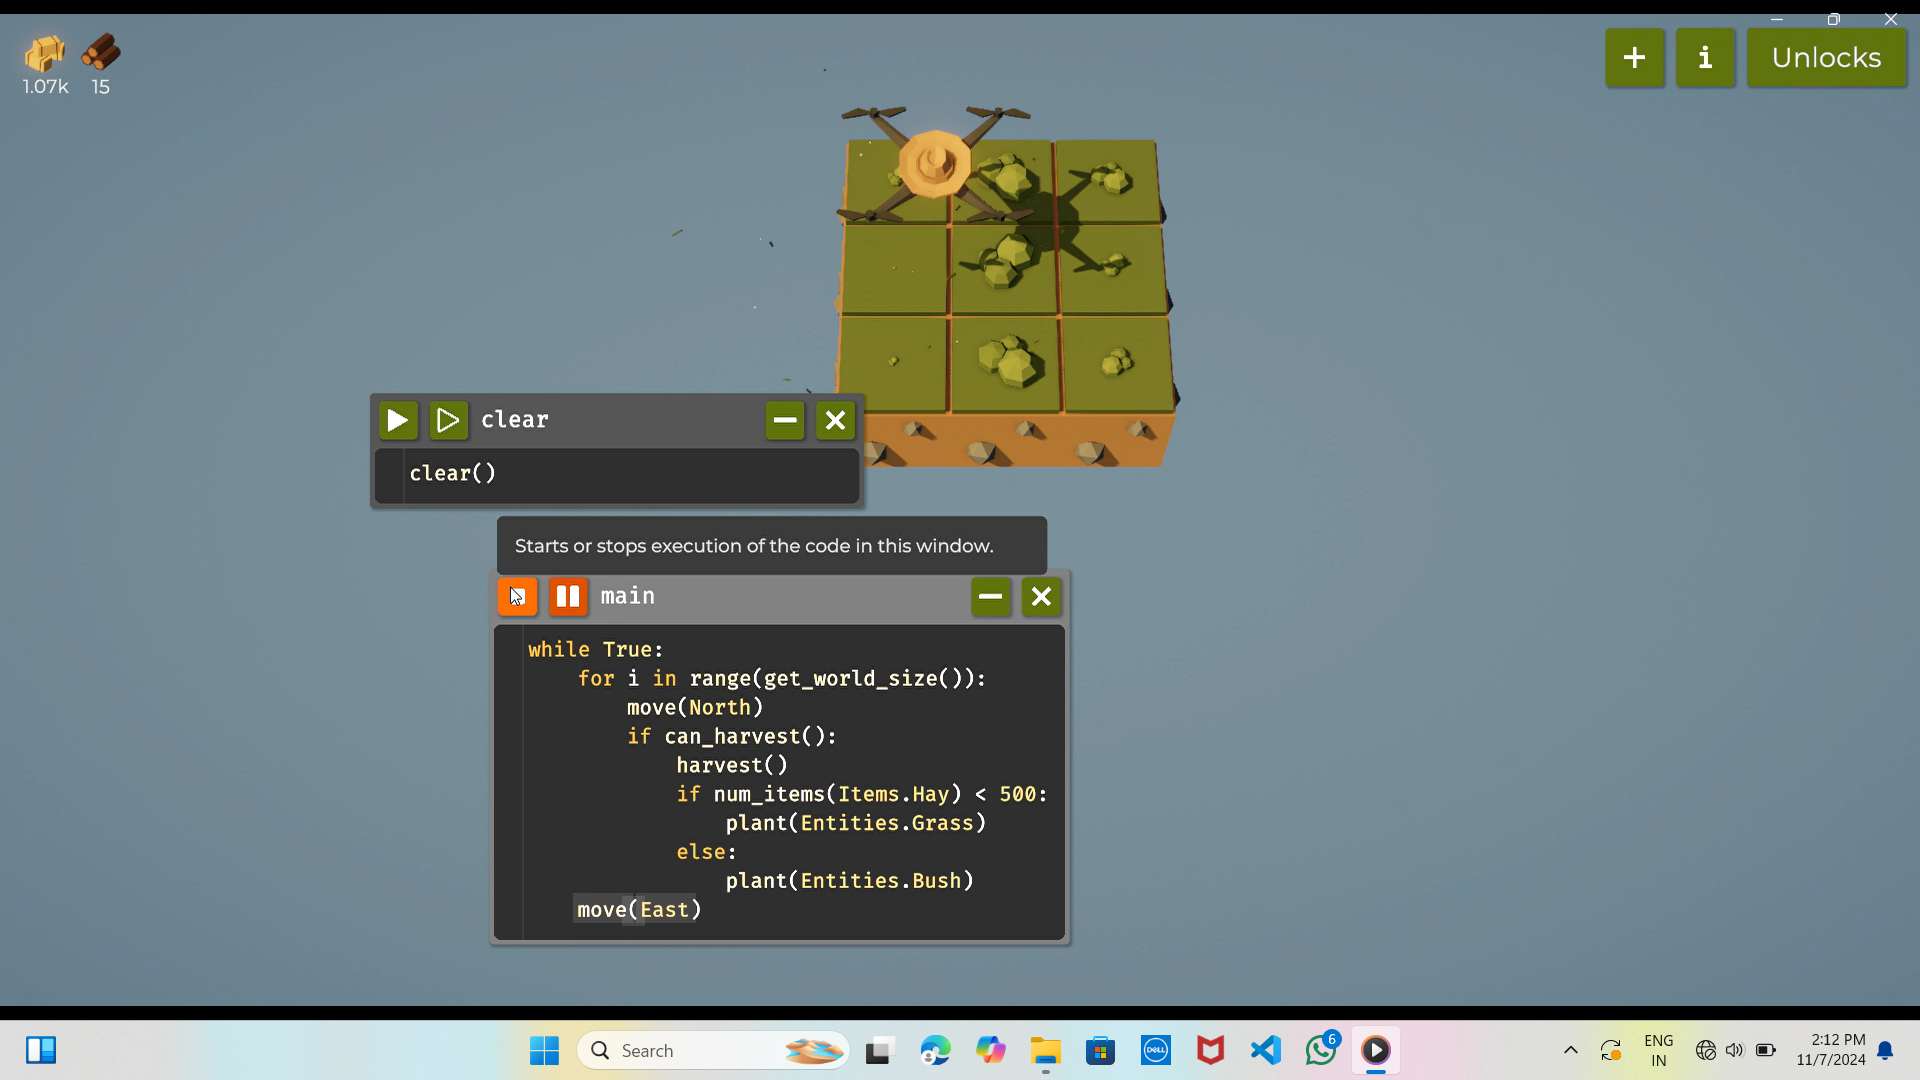 1.07k 15
+ i Unlocks
clear
clear()
Starts or stops execution of the code in this window.
main
while True:
for i in range(get_world_size()):
move(North)
if can_harvest():
harvest()
if num_items(Items.Hay) < 500:
plant(Entities.Grass)
else:
plant(Entities.Bush)
move(East)
Search
DELL
6
ENG
IN
2:12 PM
11/7/2024